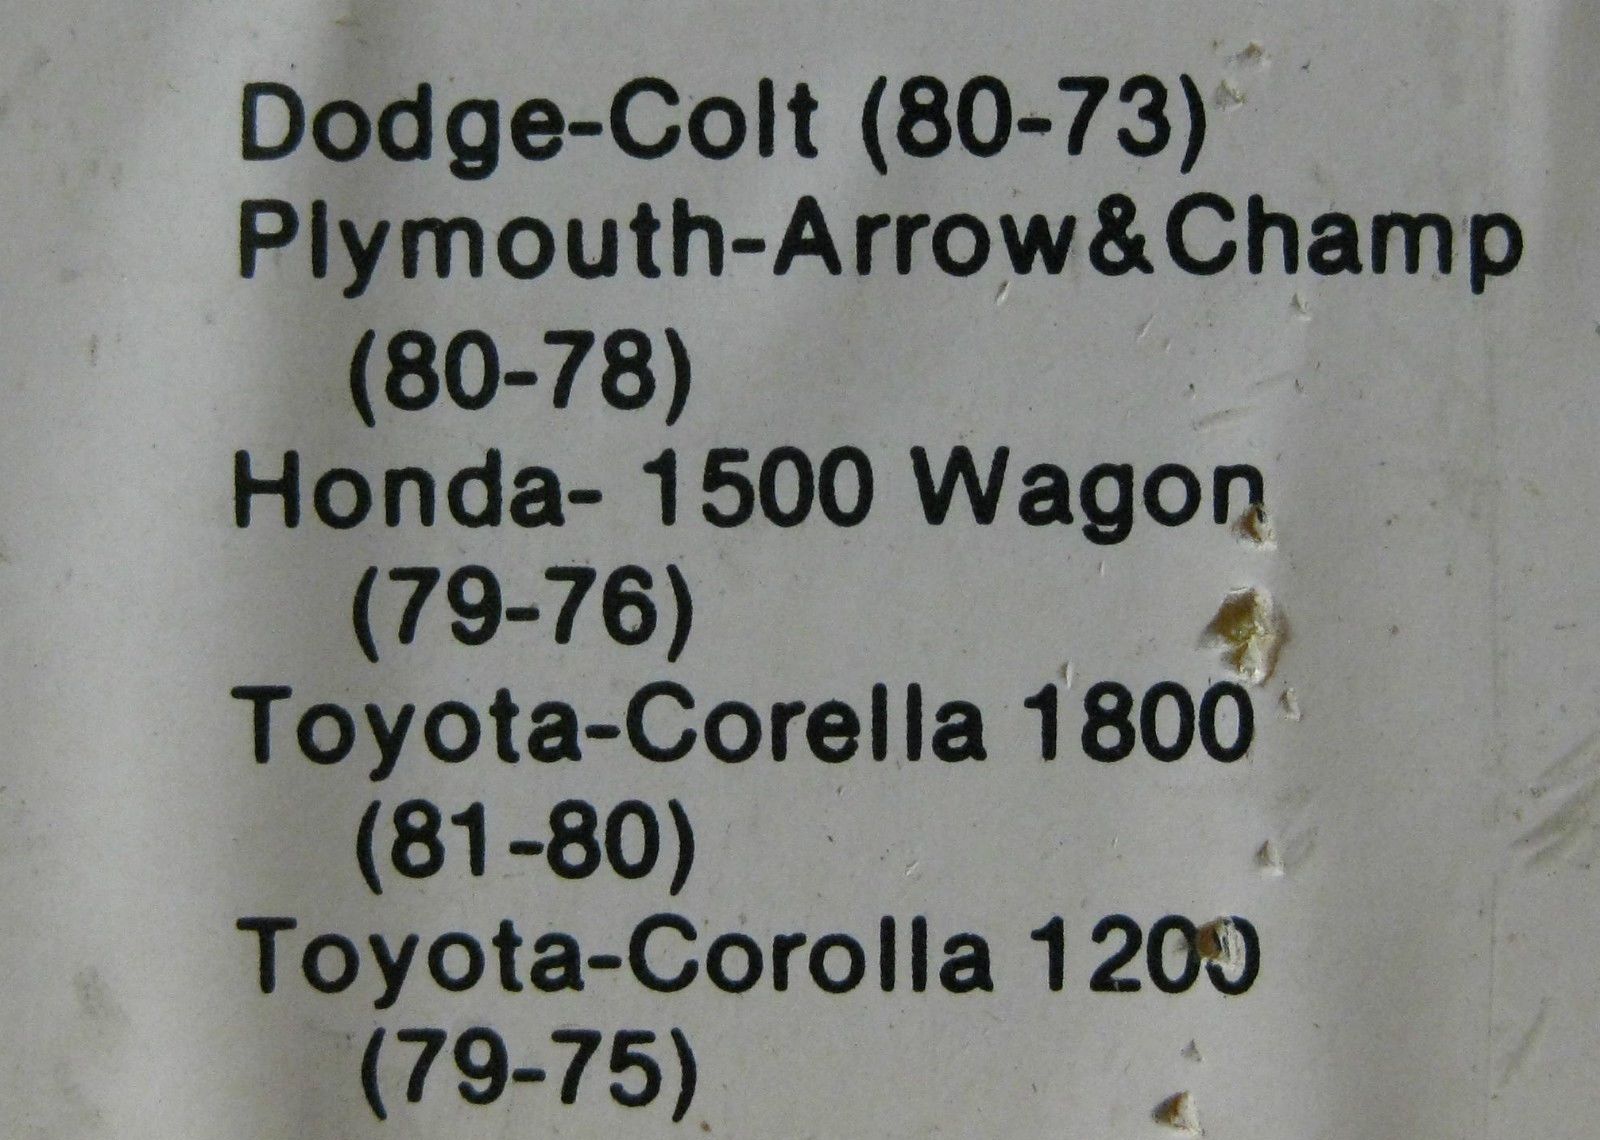 Dodge-Colt (80-73)
Plymouth-Arrow&Champ
(80-78)
Honda- 1500 Wagon
(79-76)
Toyota-Corella 1800
(81-80)
Toyota-Corolla 1200
(79-75)